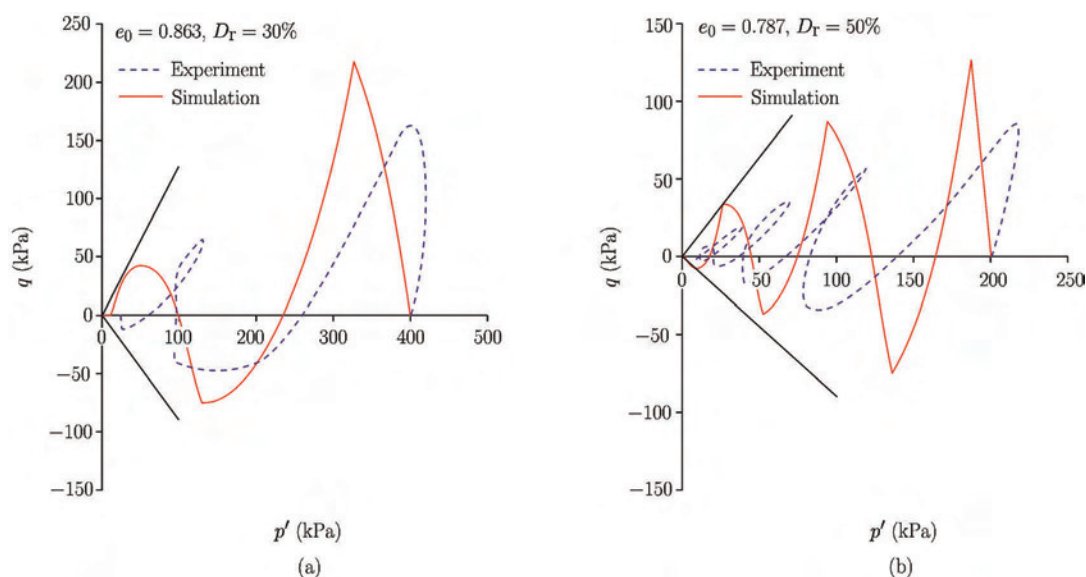 250
e₀ = 0.863, Dᵣ = 30%
200
Experiment
Simulation
150
100
50
0
0 100 200 300 400 500
−50
−100
−150
q (kPa)
p′ (kPa)
(a)
150
e₀ = 0.787, Dᵣ = 50%
Experiment
100
Simulation
50
0
0 50 100 150 200 250
−50
−100
−150
q (kPa)
p′ (kPa)
(b)